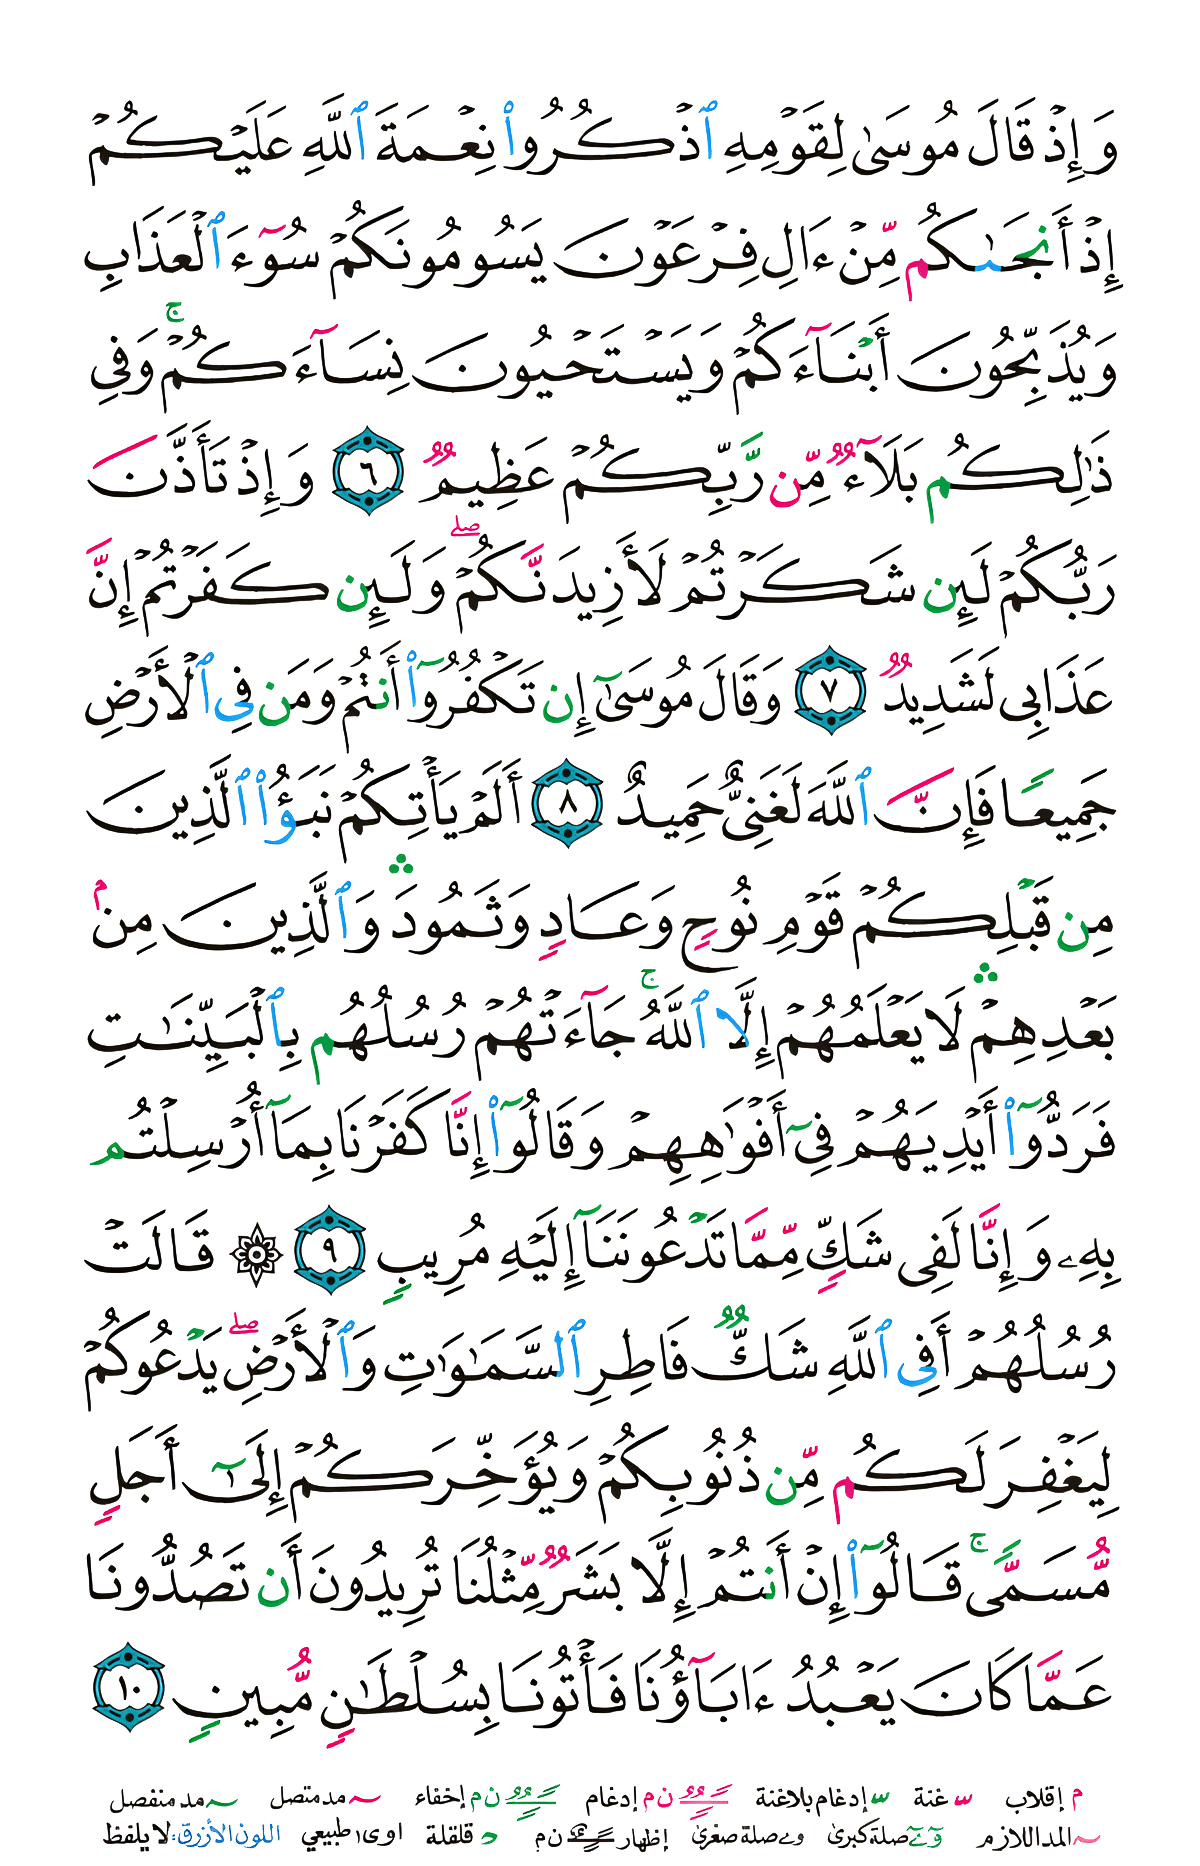 وَإِذْ قَالَ مُوسَىٰ لِقَوْمِهِ ٱذْكُرُوا۟ نِعْمَةَ ٱللَّهِ عَلَيْكُمْ
إِذْ أَنجَىٰكُم مِّنْ ءَالِ فِرْعَوْنَ يَسُومُونَكُمْ سُوٓءَ ٱلْعَذَابِ
وَيُذَبِّحُونَ أَبْنَآءَكُمْ وَيَسْتَحْيُونَ نِسَآءَكُمْ ۚ وَفِى
ذَٰلِكُم بَلَآءٌ مِّن رَّبِّكُمْ عَظِيمٌ ٦ وَإِذْ تَأَذَّنَ
رَبُّكُمْ لَئِن شَكَرْتُمْ لَأَزِيدَنَّكُمْ ۖ وَلَئِن كَفَرْتُمْ إِنَّ
عَذَابِى لَشَدِيدٌ ٧ وَقَالَ مُوسَىٰٓ إِن تَكْفُرُوٓا۟ أَنتُمْ وَمَن فِى ٱلْأَرْضِ
جَمِيعًا فَإِنَّ ٱللَّهَ لَغَنِىٌّ حَمِيدٌ ٨ أَلَمْ يَأْتِكُمْ نَبَؤُا۟ ٱلَّذِينَ
مِن قَبْلِكُمْ قَوْمِ نُوحٍ وَعَادٍ وَثَمُودَ ۛ وَٱلَّذِينَ مِنۢ
بَعْدِهِمْ ۛ لَا يَعْلَمُهُمْ إِلَّا ٱللَّهُ ۚ جَآءَتْهُمْ رُسُلُهُم بِٱلْبَيِّنَـٰتِ
فَرَدُّوٓا۟ أَيْدِيَهُمْ فِىٓ أَفْوَٰهِهِمْ وَقَالُوٓا۟ إِنَّا كَفَرْنَا بِمَآ أُرْسِلْتُم
بِهِۦ وَإِنَّا لَفِى شَكٍّ مِّمَّا تَدْعُونَنَآ إِلَيْهِ مُرِيبٍ ٩ ۞ قَالَتْ
رُسُلُهُمْ أَفِى ٱللَّهِ شَكٌّ فَاطِرِ ٱلسَّمَـٰوَٰتِ وَٱلْأَرْضِ ۖ يَدْعُوكُمْ
لِيَغْفِرَ لَكُم مِّن ذُنُوبِكُمْ وَيُؤَخِّرَكُمْ إِلَىٰٓ أَجَلٍ
مُّسَمًّى ۚ قَالُوٓا۟ إِنْ أَنتُمْ إِلَّا بَشَرٌ مِّثْلُنَا تُرِيدُونَ أَن تَصُدُّونَا
عَمَّا كَانَ يَعْبُدُ ءَابَآؤُنَا فَأْتُونَا بِسُلْطَـٰنٍ مُّبِينٍ ١٠
م إقلاب غنة إدغام بلاغنة ن م إدغام ن م إخفاء مد متصل مد منفصل
المد اللازم صلة كبرى و ے صلة صغرى إظهار ن م قلقلة ا و ى طبيعي اللون الأزرق: لا يلفظ